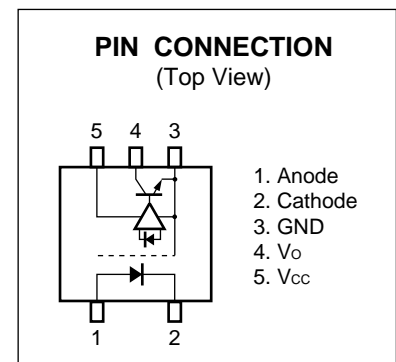 PIN CONNECTION
(Top View)
5 4 3
1. Anode
2. Cathode
3. GND
4. Vo
5. Vcc
1 2